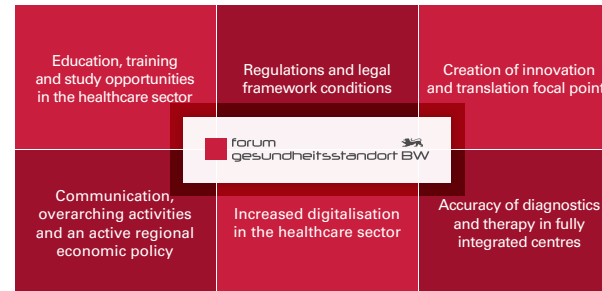 Education, training
and study opportunities
in the healthcare sector
Regulations and legal
framework conditions
Creation of innovation
and translation focal point
forum
gesundheitsstandort BW
Communication,
overarching activities
and an active regional
economic policy
Increased digitalisation
in the healthcare sector
Accuracy of diagnostics
and therapy in fully
integrated centres